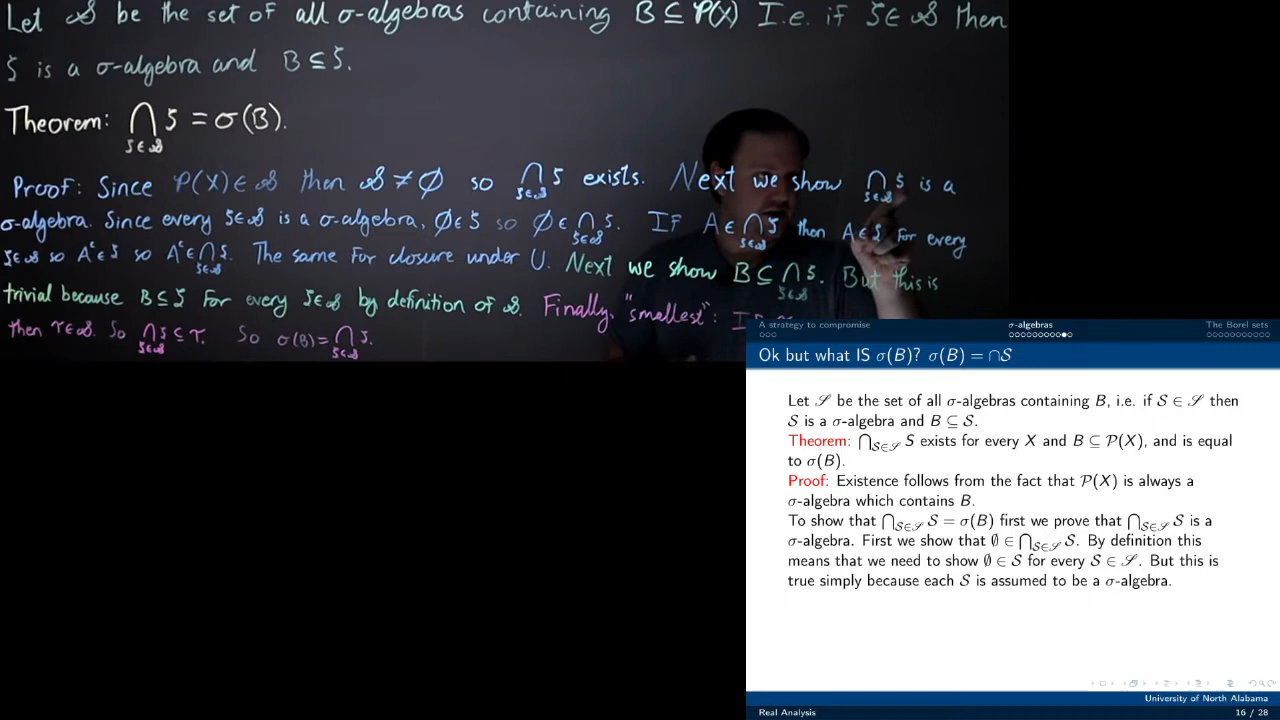 Let 𝒮 be the set of all σ-algebras containing B ⊆ P(X) I.e. if S ∈ 𝒮 then
S is a σ-algebra and B ⊆ S.
Theorem: ⋂_{S∈𝒮} S = σ(B).
Proof: Since P(X) ∈ 𝒮 then 𝒮 ≠ ∅ so ⋂_{S∈𝒮} S exists. Next we show ⋂_{S∈𝒮} S is a
σ-algebra. Since every S∈𝒮 is a σ-algebra, ∅∈S so ∅∈⋂_{S∈𝒮} S. If A∈⋂_{S∈𝒮} S then A∈S for every
S∈𝒮 so Aᶜ∈S so Aᶜ∈⋂_{S∈𝒮} S. The same for closure under ∪. Next we show B ⊆ ⋂_{S∈𝒮} S. But this is
trivial because B ⊆ S for every S∈𝒮 by definition of 𝒮. Finally, "smallest": If
then τ∈𝒮. So ⋂_{S∈𝒮} S ⊆ τ. So σ(B) = ⋂_{S∈𝒮} S.
A strategy to compromise σ-algebras The Borel sets
Ok but what IS σ(B)? σ(B) = ∩S
Let 𝒮 be the set of all σ-algebras containing B, i.e. if S ∈ 𝒮 then
S is a σ-algebra and B ⊆ S.
Theorem: ⋂_{S∈𝒮} S exists for every X and B ⊆ P(X), and is equal
to σ(B).
Proof: Existence follows from the fact that P(X) is always a
σ-algebra which contains B.
To show that ⋂_{S∈𝒮} S = σ(B) first we prove that ⋂_{S∈𝒮} S is a
σ-algebra. First we show that ∅ ∈ ⋂_{S∈𝒮} S. By definition this
means that we need to show ∅ ∈ S for every S ∈ 𝒮. But this is
true simply because each S is assumed to be a σ-algebra.
University of North Alabama
Real Analysis 16 / 28